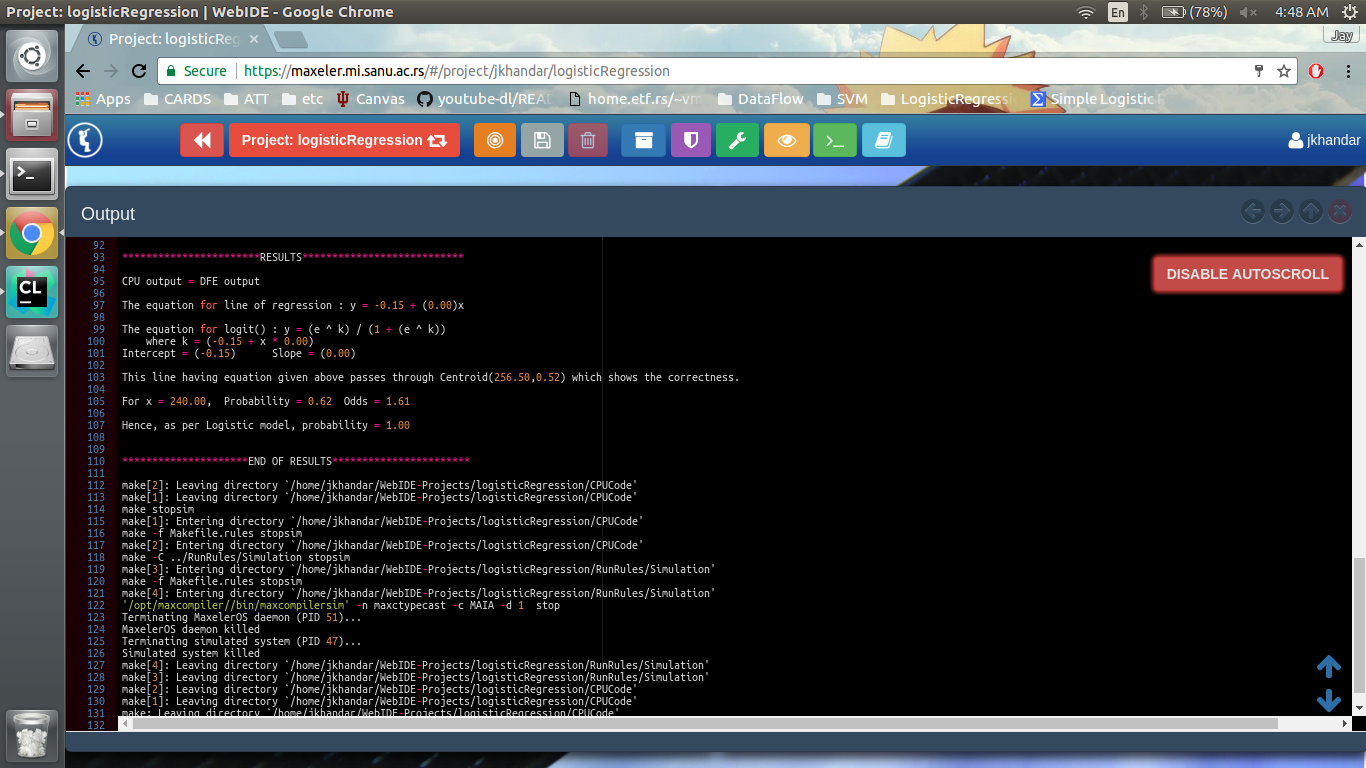 Project: logisticRegression | WebIDE - Google Chrome
En
(78%)
4:48 AM
Project: logisticReg
Jay
Secure
https://maxeler.mi.sanu.ac.rs/#/project/jkhandar/logisticRegression
Apps
CARDS
ATT
etc
Canvas
youtube-dl/REA
home.etf.rs/~vm
DataFlow
SVM
LogisticRegressi
Simple Logistic R
Project: logisticRegression
jkhandar
Output
DISABLE AUTOSCROLL
92
93 ***********************RESULTS***************************
94
95 CPU output = DFE output
96
97 The equation for line of regression : y = -0.15 + (0.00)x
98
99 The equation for logit() : y = (e ^ k) / (1 + (e ^ k))
100 where k = (-0.15 + x * 0.00)
101 Intercept = (-0.15) Slope = (0.00)
102
103 This line having equation given above passes through Centroid(256.50,0.52) which shows the correctness.
104
105 For x = 240.00, Probability = 0.62 Odds = 1.61
106
107 Hence, as per Logistic model, probability = 1.00
108
109
110 *********************END OF RESULTS***********************
111
112 make[2]: Leaving directory `/home/jkhandar/WebIDE-Projects/logisticRegression/CPUCode'
113 make[1]: Leaving directory `/home/jkhandar/WebIDE-Projects/logisticRegression/CPUCode'
114 make stopsim
115 make[1]: Entering directory `/home/jkhandar/WebIDE-Projects/logisticRegression/CPUCode'
116 make -f Makefile.rules stopsim
117 make[2]: Entering directory `/home/jkhandar/WebIDE-Projects/logisticRegression/CPUCode'
118 make -C ../RunRules/Simulation stopsim
119 make[3]: Entering directory `/home/jkhandar/WebIDE-Projects/logisticRegression/RunRules/Simulation'
120 make -f Makefile.rules stopsim
121 make[4]: Entering directory `/home/jkhandar/WebIDE-Projects/logisticRegression/RunRules/Simulation'
122 '/opt/maxcompiler//bin/maxcompilersim' -n maxctypecast -c MAIA -d 1 stop
123 Terminating MaxelerOS daemon (PID 51)...
124 MaxelerOS daemon killed
125 Terminating simulated system (PID 47)...
126 Simulated system killed
127 make[4]: Leaving directory `/home/jkhandar/WebIDE-Projects/logisticRegression/RunRules/Simulation'
128 make[3]: Leaving directory `/home/jkhandar/WebIDE-Projects/logisticRegression/RunRules/Simulation'
129 make[2]: Leaving directory `/home/jkhandar/WebIDE-Projects/logisticRegression/CPUCode'
130 make[1]: Leaving directory `/home/jkhandar/WebIDE-Projects/logisticRegression/CPUCode'
131 make: Leaving directory `/home/jkhandar/WebIDE-Projects/logisticRegression/CPUCode'
132
CL